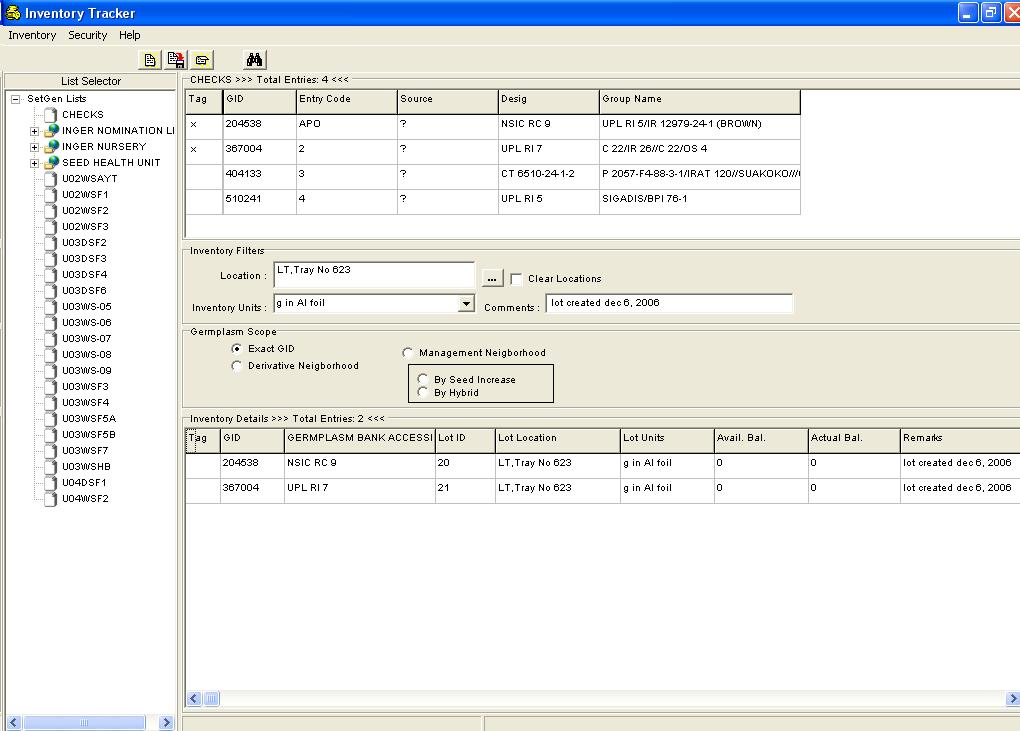 Inventory Tracker
Inventory Security Help
List Selector
SetGen Lists
CHECKS
INGER NOMINATION LI
INGER NURSERY
SEED HEALTH UNIT
U02WSAYT
U02WSF1
U02WSF2
U02WSF3
U03DSF2
U03DSF3
U03DSF4
U03DSF6
U03WS-05
U03WS-06
U03WS-07
U03WS-08
U03WS-09
U03WSF3
U03WSF4
U03WSF5A
U03WSF5B
U03WSF7
U03WSHB
U04DSF1
U04WSF2
CHECKS >>> Total Entries: 4 <<<
Tag GID Entry Code Source Desig Group Name
x 204538 APO ? NSIC RC 9 UPL RI 5/IR 12979-24-1 (BROWN)
x 367004 2 ? UPL RI 7 C 22/IR 26//C 22/OS 4
404133 3 ? CT 6510-24-1-2 P 2057-F4-88-3-1/IRAT 120//SUAKOKO///
510241 4 ? UPL RI 5 SIGADIS/BPI 76-1
Inventory Filters
Location : LT,Tray No 623 ... Clear Locations
Inventory Units : g in Al foil Comments : lot created dec 6, 2006
Germplasm Scope
Exact GID Management Neigborhood
Derivative Neigborhood
By Seed Increase
By Hybrid
Inventory Details >>> Total Entries: 2 <<<
Tag GID GERMPLASM BANK ACCESSI Lot ID Lot Location Lot Units Avail. Bal. Actual Bal. Remarks
204538 NSIC RC 9 20 LT,Tray No 623 g in Al foil 0 0 lot created dec 6, 2006
367004 UPL RI 7 21 LT,Tray No 623 g in Al foil 0 0 lot created dec 6, 2006